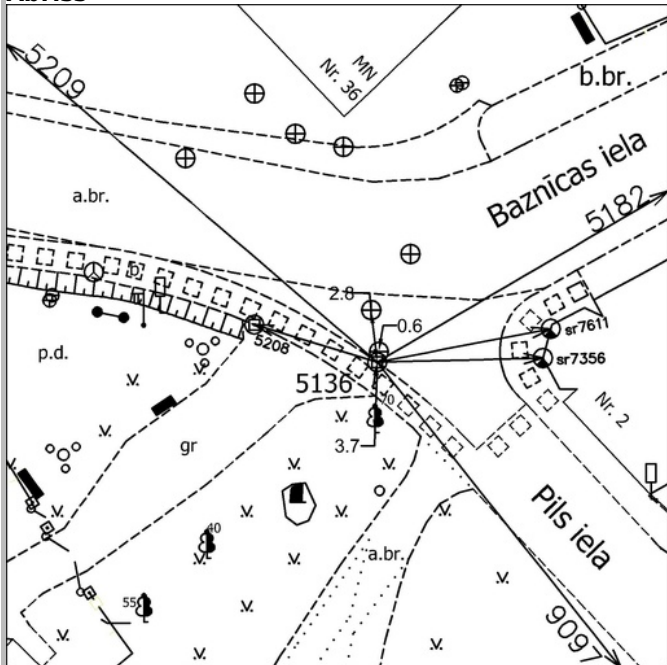 5209
MN
Nr. 36
b.br.
Baznīcas iela
5182
a.br.
b
2.8
0.6
sr7611
5208
p.d.
sr7356
5136
70
Nr. 2
3.7
gr
Pils iela
40
a.br.
55
9097